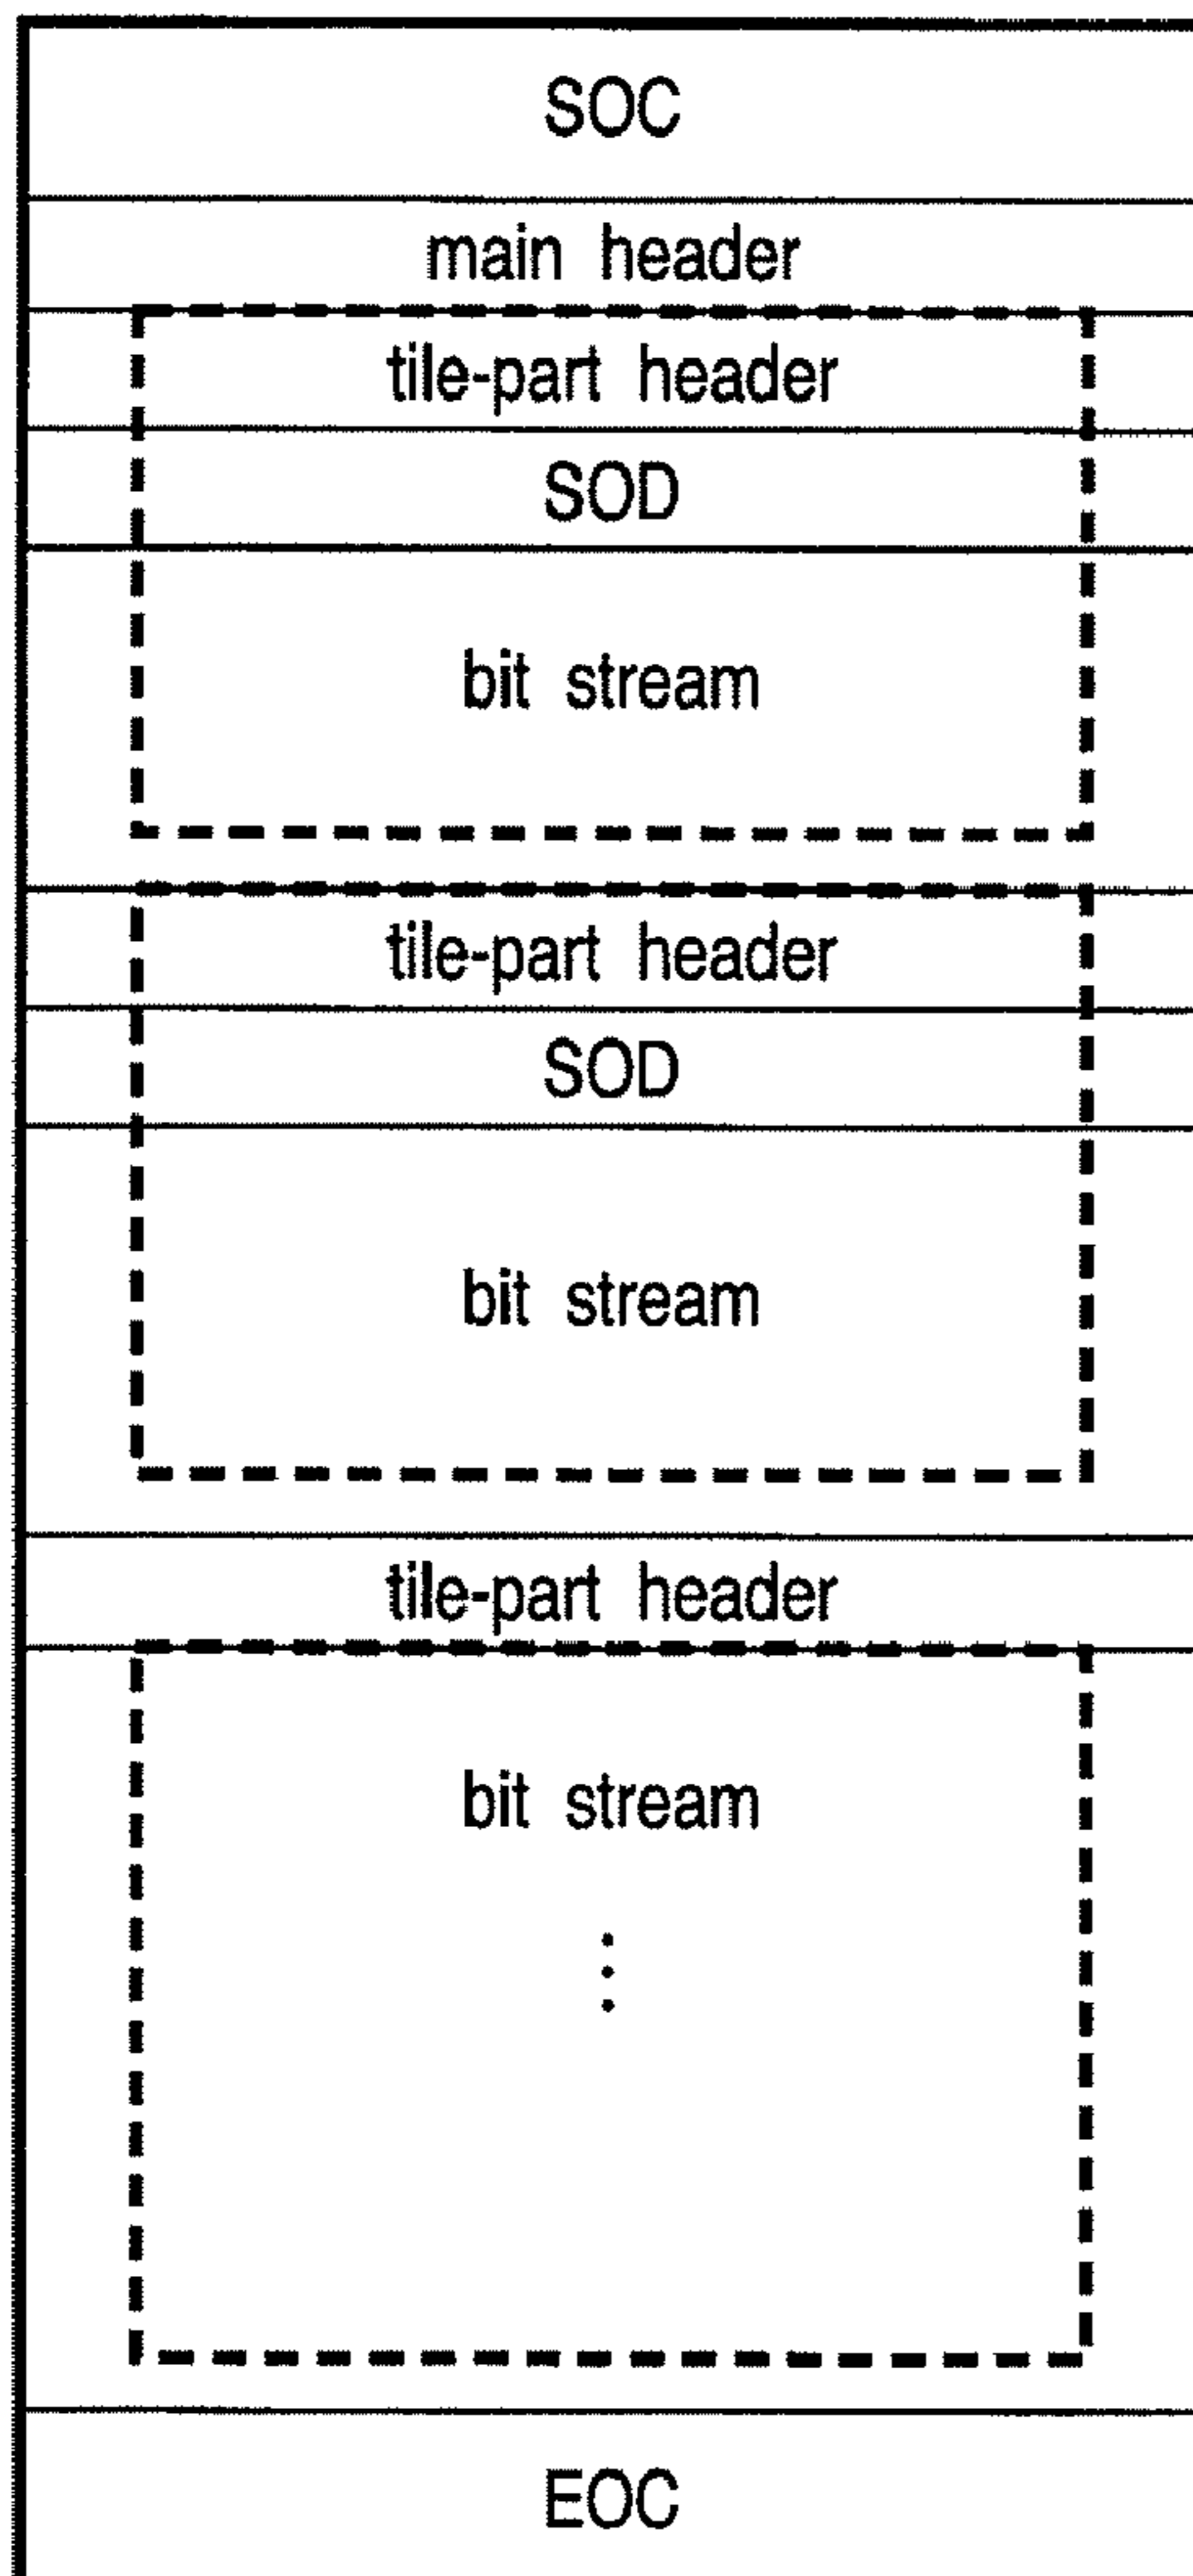 SOC
main header
tile-part header
SOD
bit stream
tile-part header
SOD
bit stream
tile-part header
bit stream
EOC